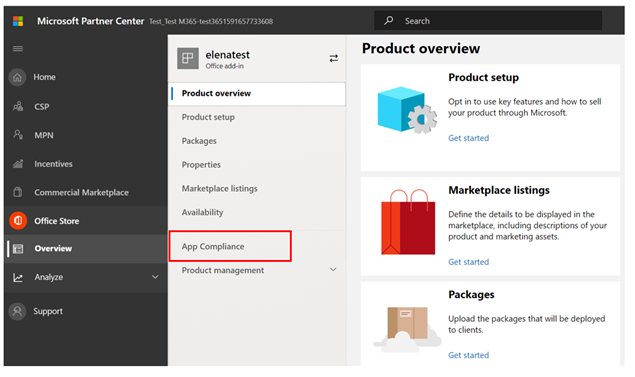 Microsoft Partner Center Test_Test M365-test3651591657733608
Search
Home
CSP
MPN
Incentives
Commercial Marketplace
Office Store
Overview
Analyze
Support
elenatest
Office add-in
Product overview
Product setup
Packages
Properties
Marketplace listings
Availability
App Compliance
Product management
Product overview
Product setup
Opt in to use key features and how to sell
your product through Microsoft.
Get started
Marketplace listings
Define the details to be displayed in the
marketplace, including descriptions of your
product and marketing assets.
Get started
Packages
Upload the packages that will be deployed
to clients.
Get started